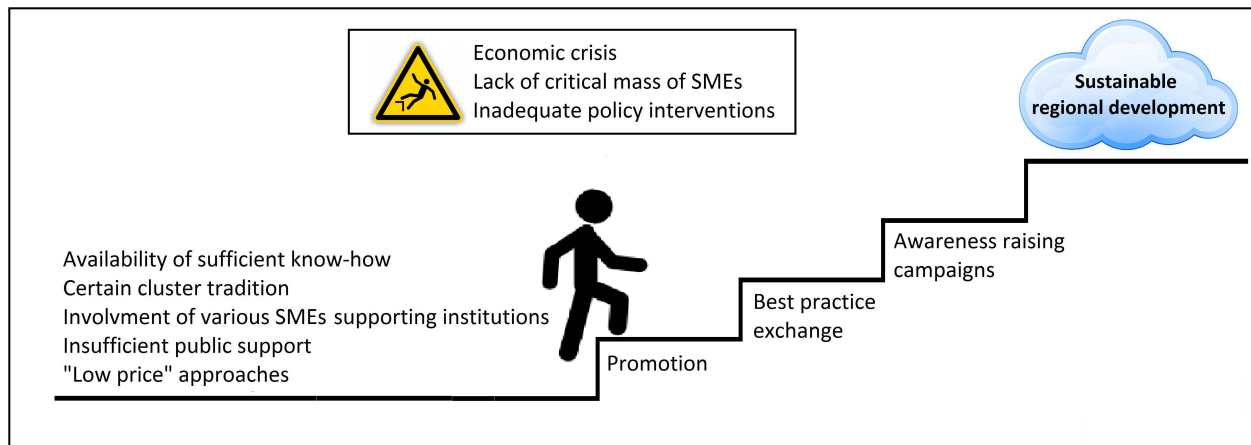 Economic crisis
Lack of critical mass of SMEs
Inadequate policy interventions
Sustainable
regional development
Availability of sufficient know-how
Certain cluster tradition
Involvment of various SMEs supporting institutions
Insufficient public support
"Low price" approaches
Promotion
Best practice
exchange
Awareness raising
campaigns